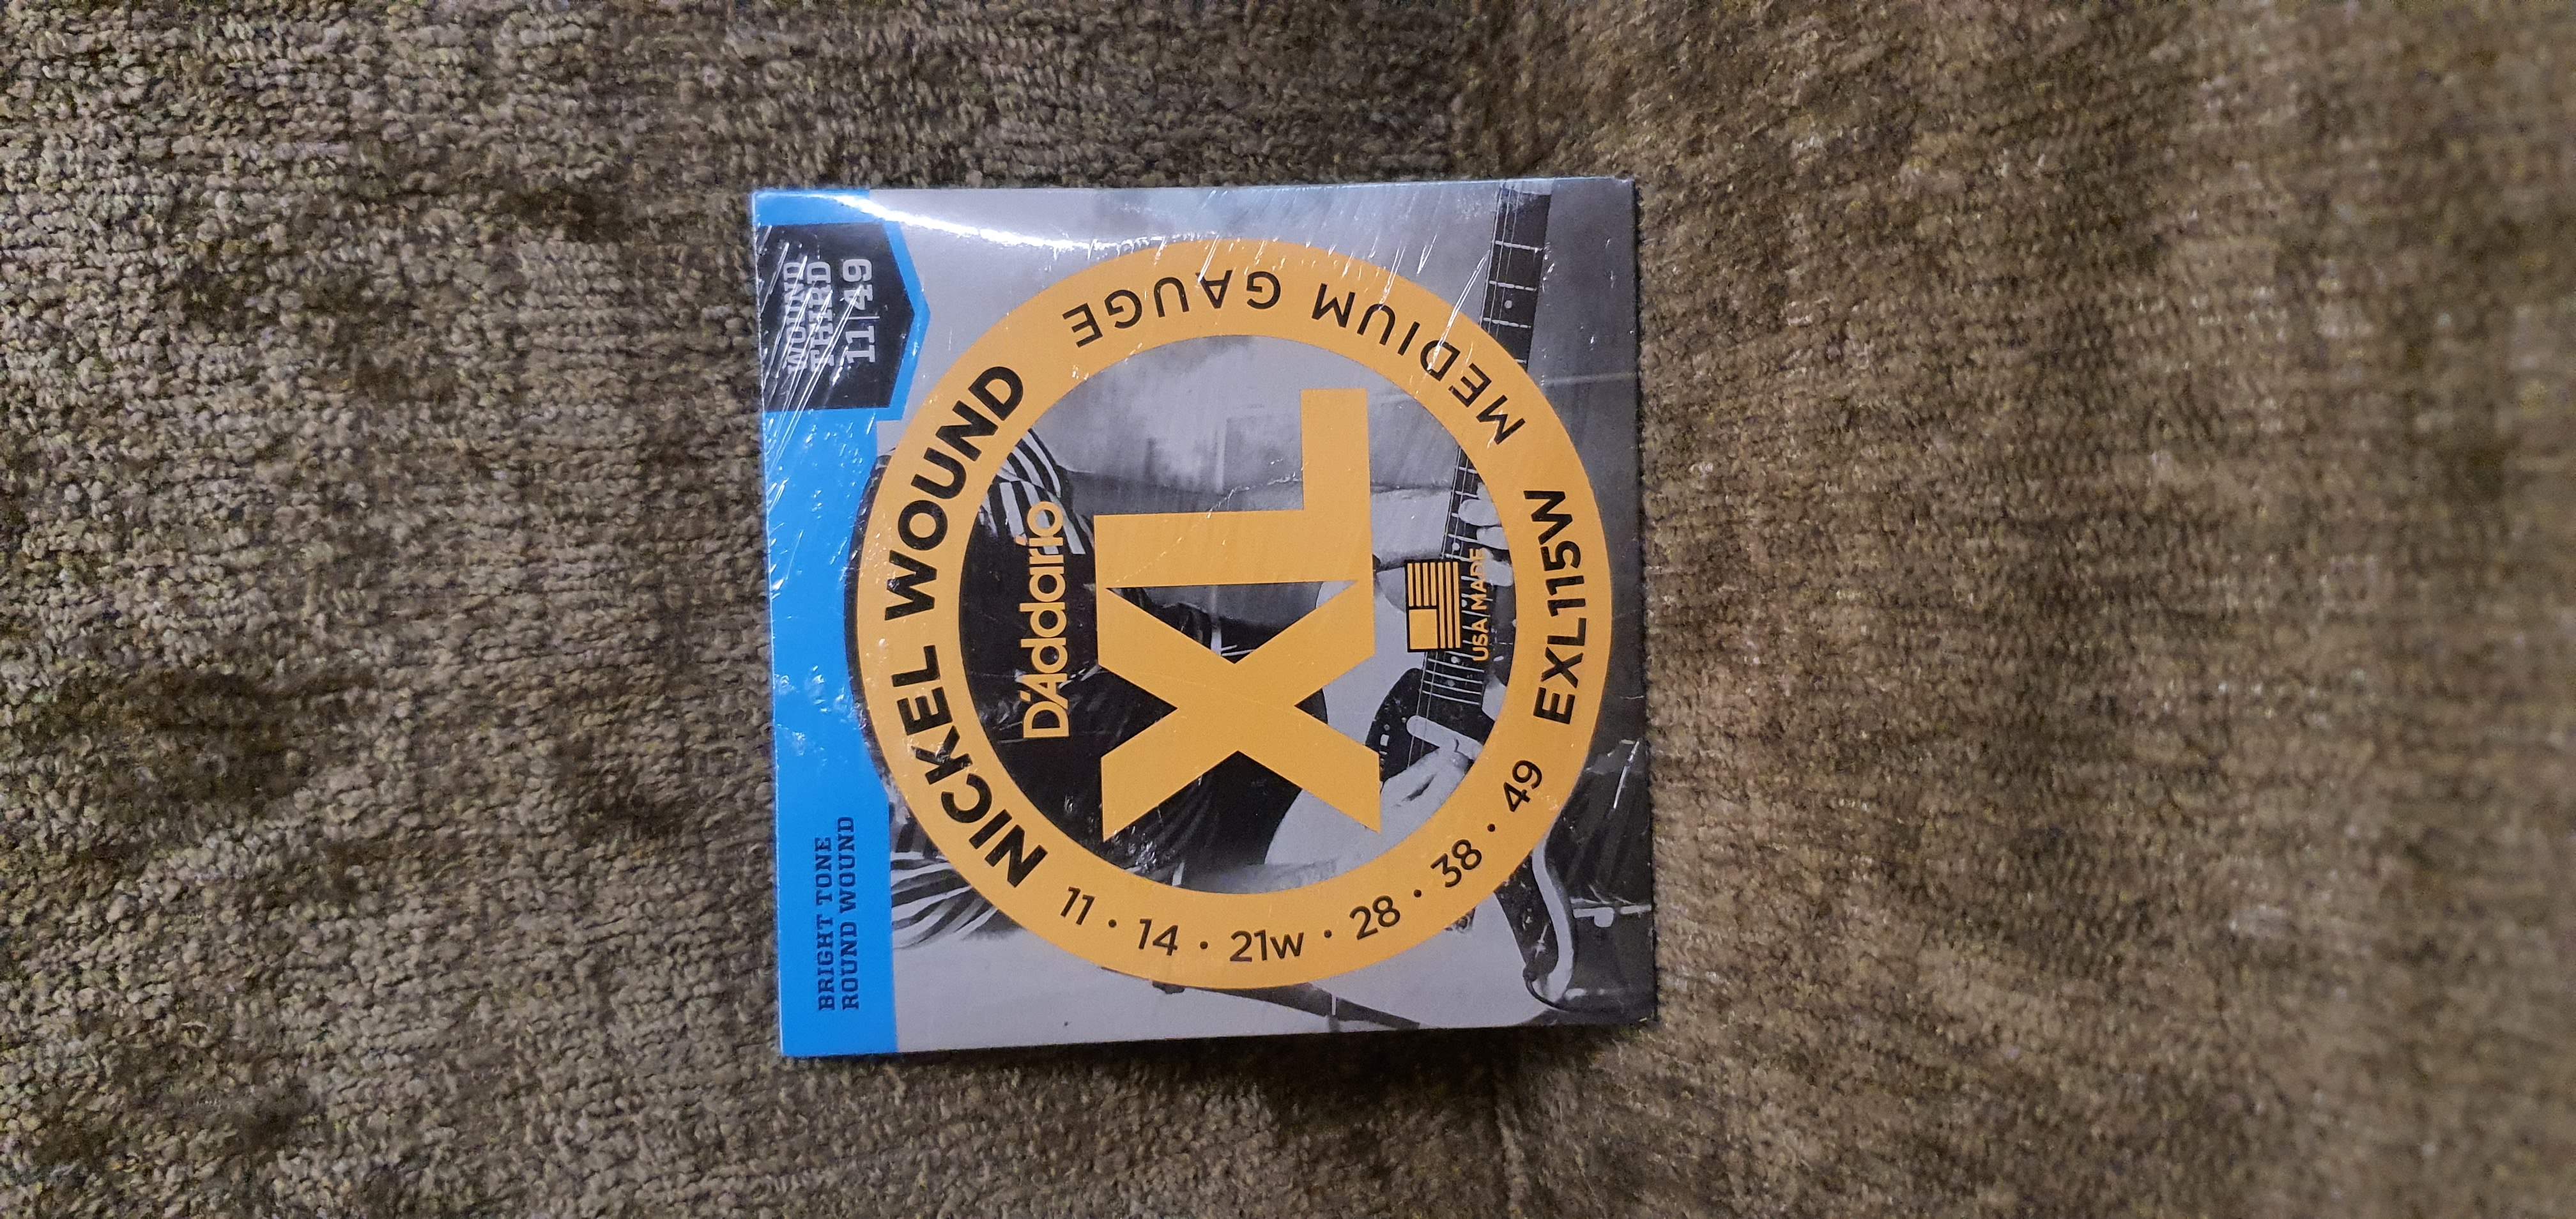 BRIGHT TONE
ROUND WOUND
WOUND
THIRD
11|49
NICKEL WOUND
D'Addario
XL
USA MADE
11 • 14 • 21w • 28 • 38 • 49
EXL115W
MEDIUM GAUGE